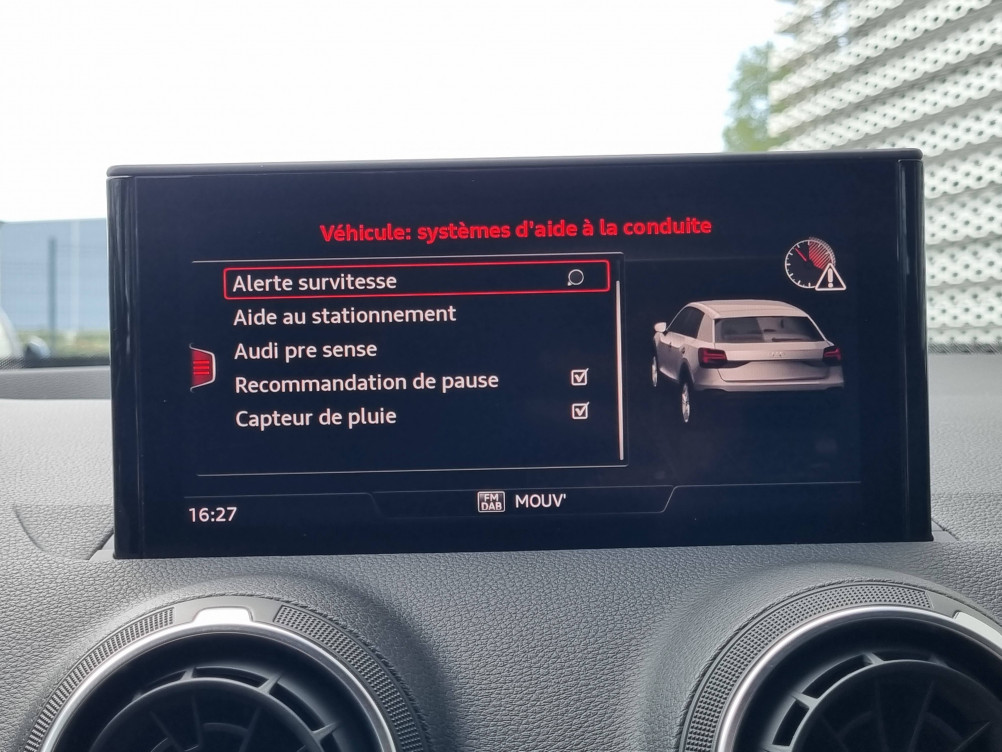 Véhicule: systèmes d'aide à la conduite
Alerte survitesse
Aide au stationnement
Audi pre sense
Recommandation de pause
Capteur de pluie
16:27
FM
DAB
MOUV'